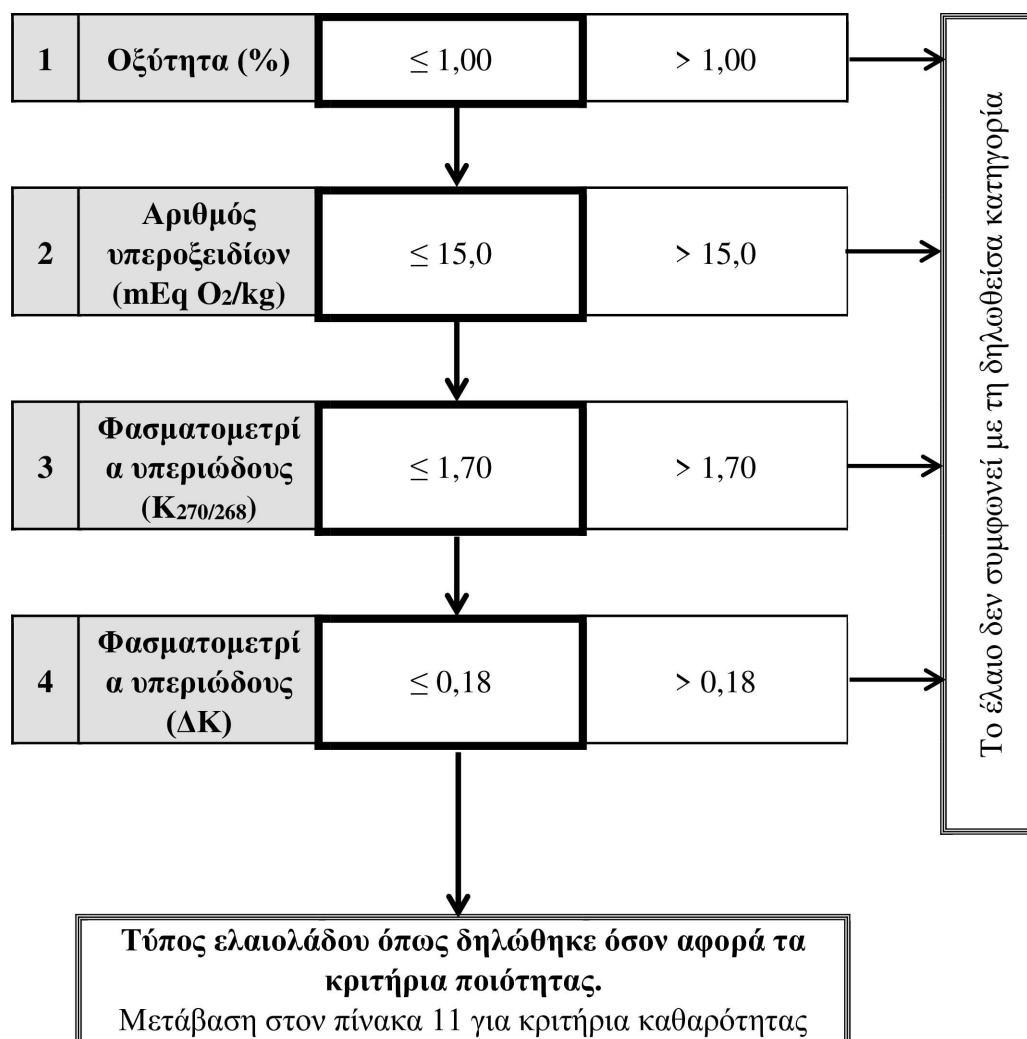 1 Οξύτητα (%) ≤ 1,00 > 1,00
2 Αριθμός
υπεροξειδίων
(mEq O₂/kg) ≤ 15,0 > 15,0
3 Φασματομετρί
α υπεριώδους
(K₂₇₀/₂₆₈) ≤ 1,70 > 1,70
4 Φασματομετρί
α υπεριώδους
(ΔK) ≤ 0,18 > 0,18
Το έλαιο δεν συμφωνεί με τη δηλωθείσα κατηγορία
Τύπος ελαιολάδου όπως δηλώθηκε όσον αφορά τα
κριτήρια ποιότητας.
Μετάβαση στον πίνακα 11 για κριτήρια καθαρότητας